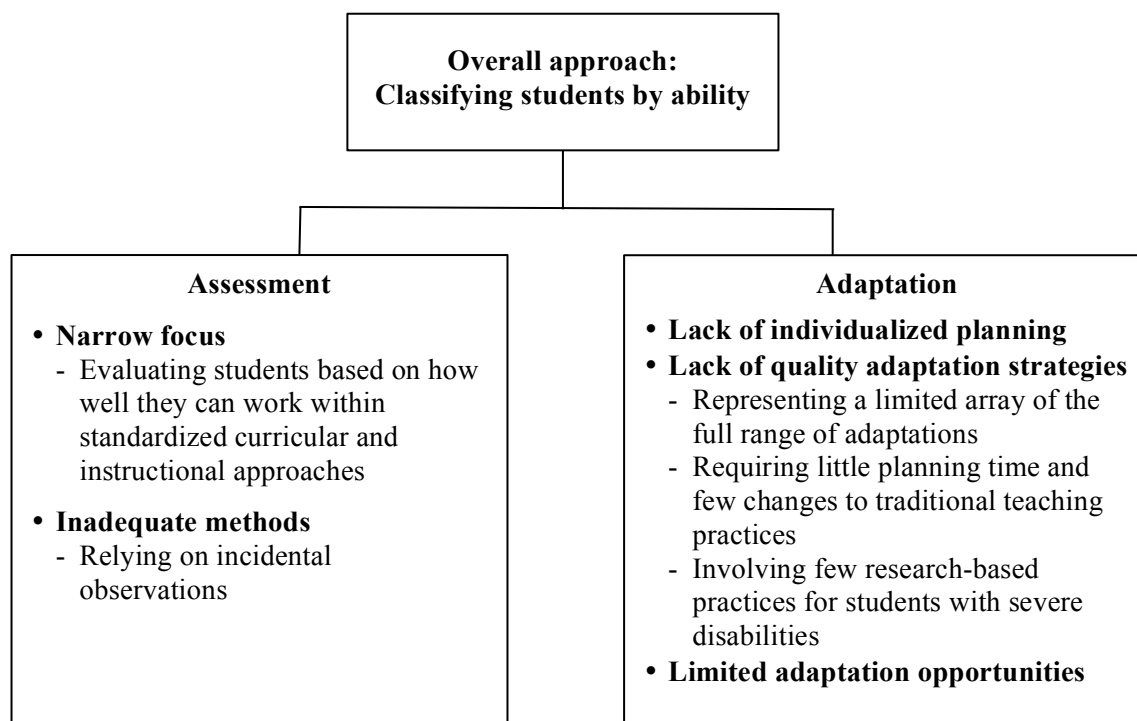 Overall approach:
Classifying students by ability
Assessment
• Narrow focus
- Evaluating students based on how
well they can work within
standardized curricular and
instructional approaches
• Inadequate methods
- Relying on incidental
observations
Adaptation
• Lack of individualized planning
• Lack of quality adaptation strategies
- Representing a limited array of the
full range of adaptations
- Requiring little planning time and
few changes to traditional teaching
practices
- Involving few research-based
practices for students with severe
disabilities
• Limited adaptation opportunities